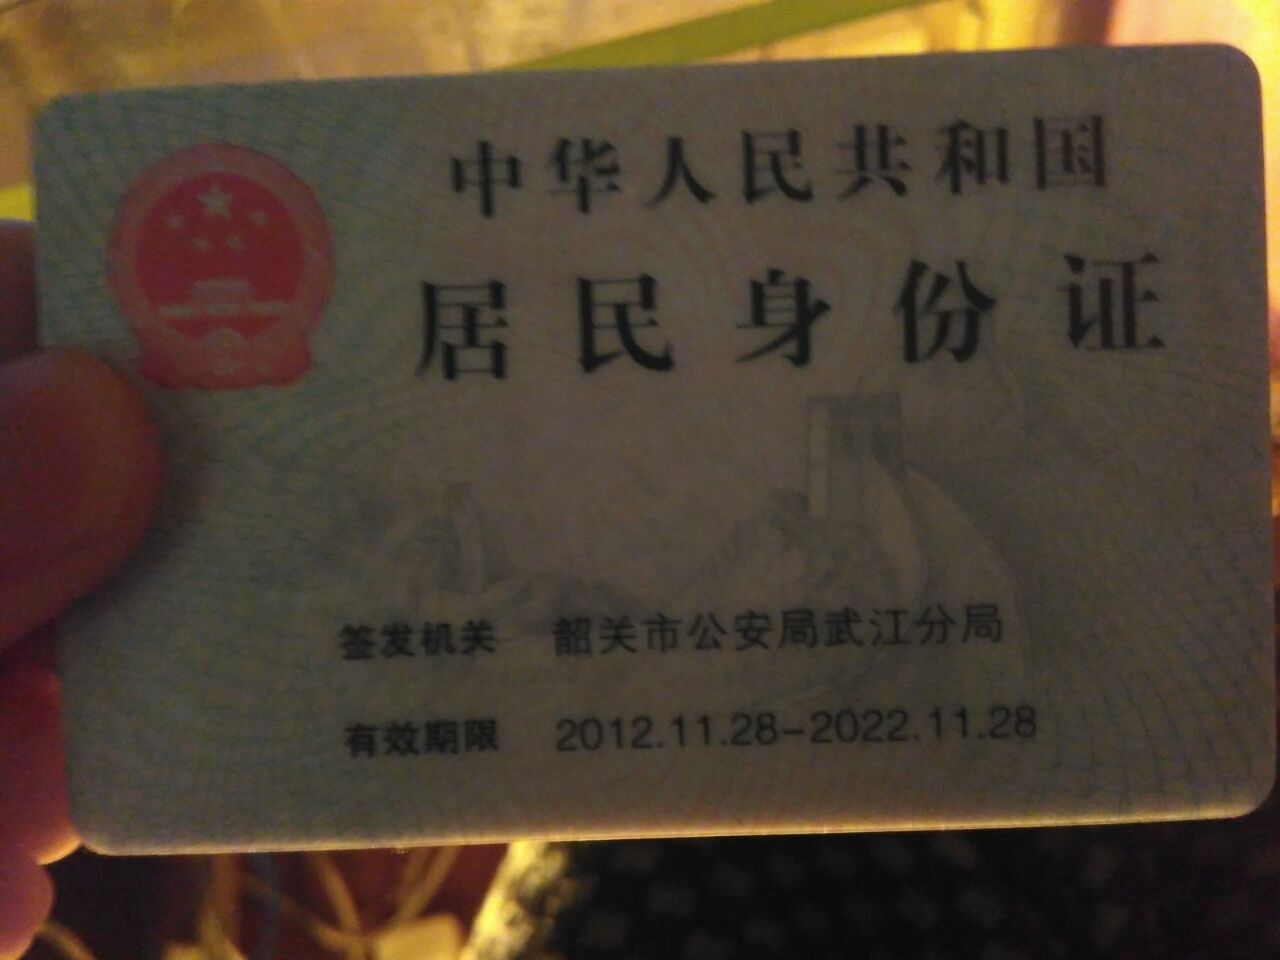 中华人民共和国
居民身份证
签发机关 韶关市公安局武江分局
有效期限 2012.11.28-2022.11.28